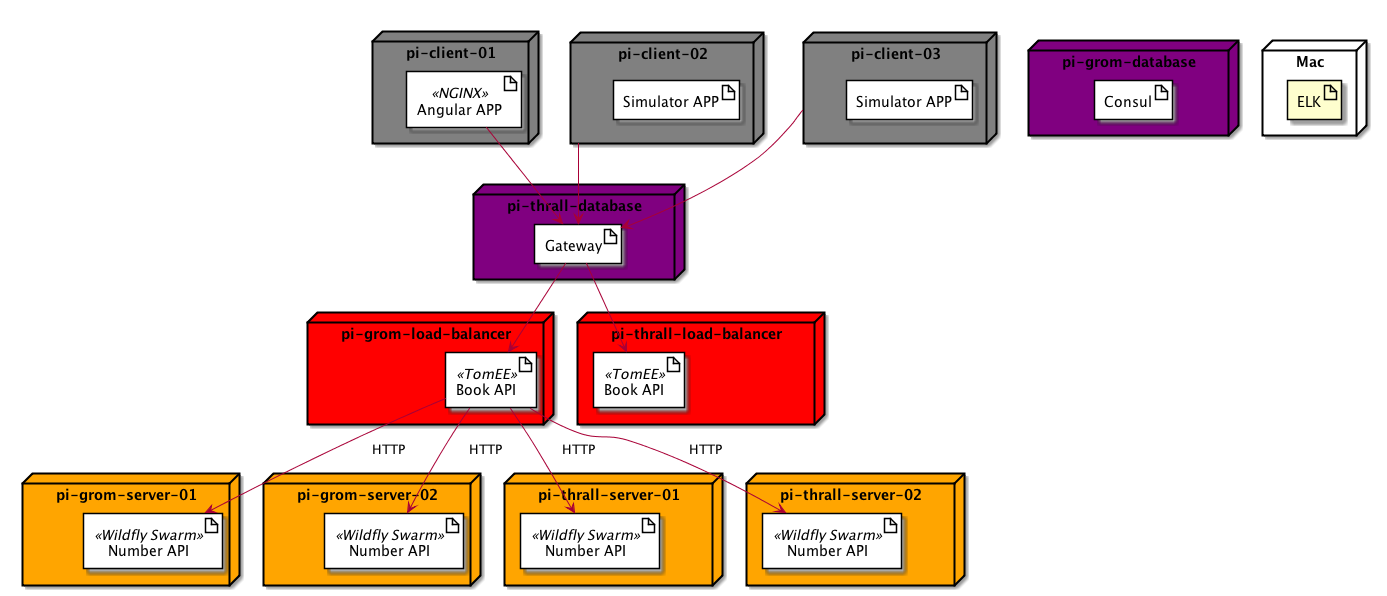 pi-client-01
«NGINX»
Angular APP
pi-client-02
Simulator APP
pi-client-03
Simulator APP
pi-grom-database
Consul
Mac
ELK
pi-thrall-database
Gateway
pi-grom-load-balancer
«TomEE»
Book API
pi-thrall-load-balancer
«TomEE»
Book API
HTTP
HTTP
HTTP
HTTP
pi-grom-server-01
«Wildfly Swarm»
Number API
pi-grom-server-02
«Wildfly Swarm»
Number API
pi-thrall-server-01
«Wildfly Swarm»
Number API
pi-thrall-server-02
«Wildfly Swarm»
Number API